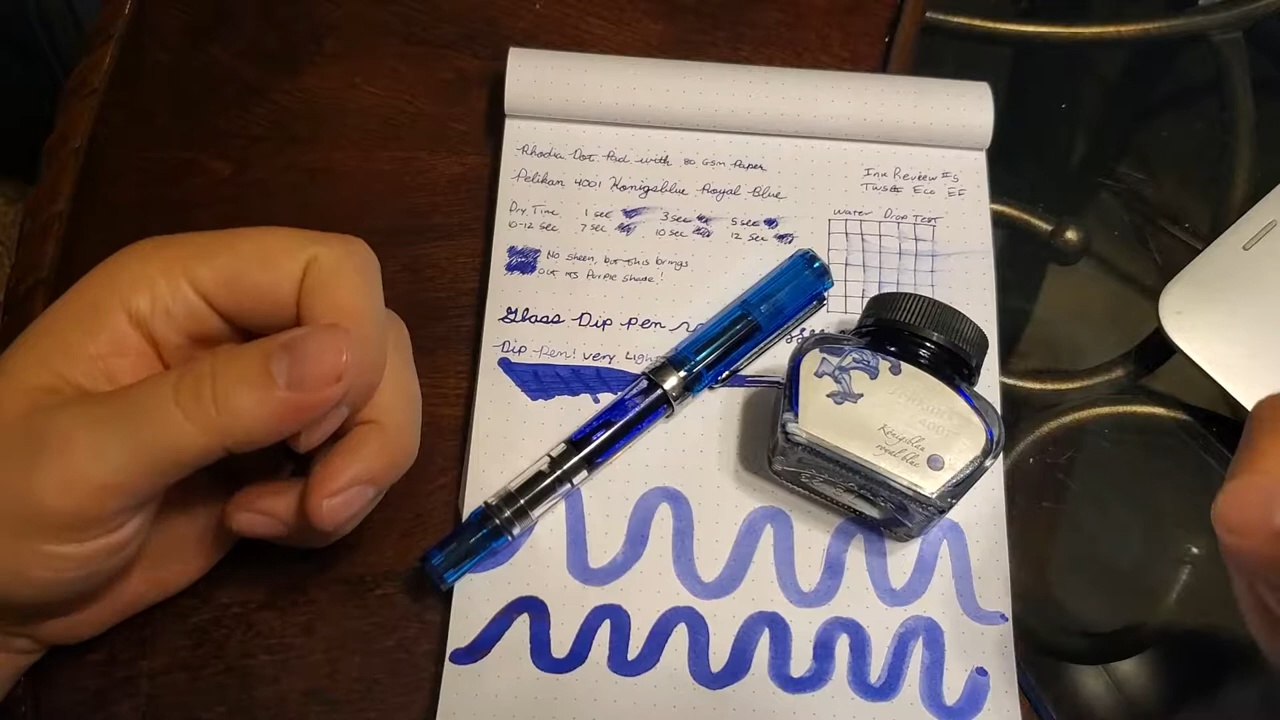 Rhodia Dot Pad with 80 Gsm Paper
Ink Review #5
TWSBI Eco EF
Pelikan 4001 Konigsblue Royal Blue
Dry Time 1 sec 3 sec 5 sec
10-12 sec 7 sec 10 sec 12 sec
Water Drop Test
No sheen, but this brings
out its Purple shade!
Glass Dip Pen
Dip Pen! very Ligh
4001
Königsblau
royal blue